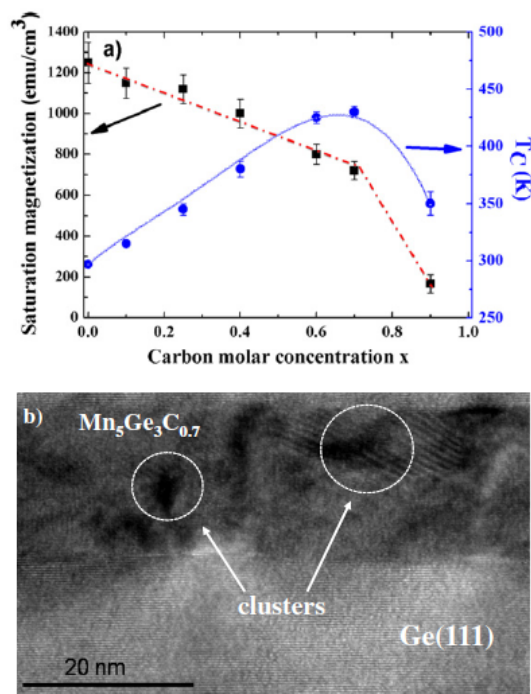 a)
Saturation magnetization (emu/cm³)
1400
1200
1000
800
600
400
200
0
0.0 0.2 0.4 0.6 0.8 1.0
Carbon molar concentration x
500
450
400
350
300
250
T_C (K)
b)
Mn₅Ge₃C₀.₇
clusters
Ge(111)
20 nm